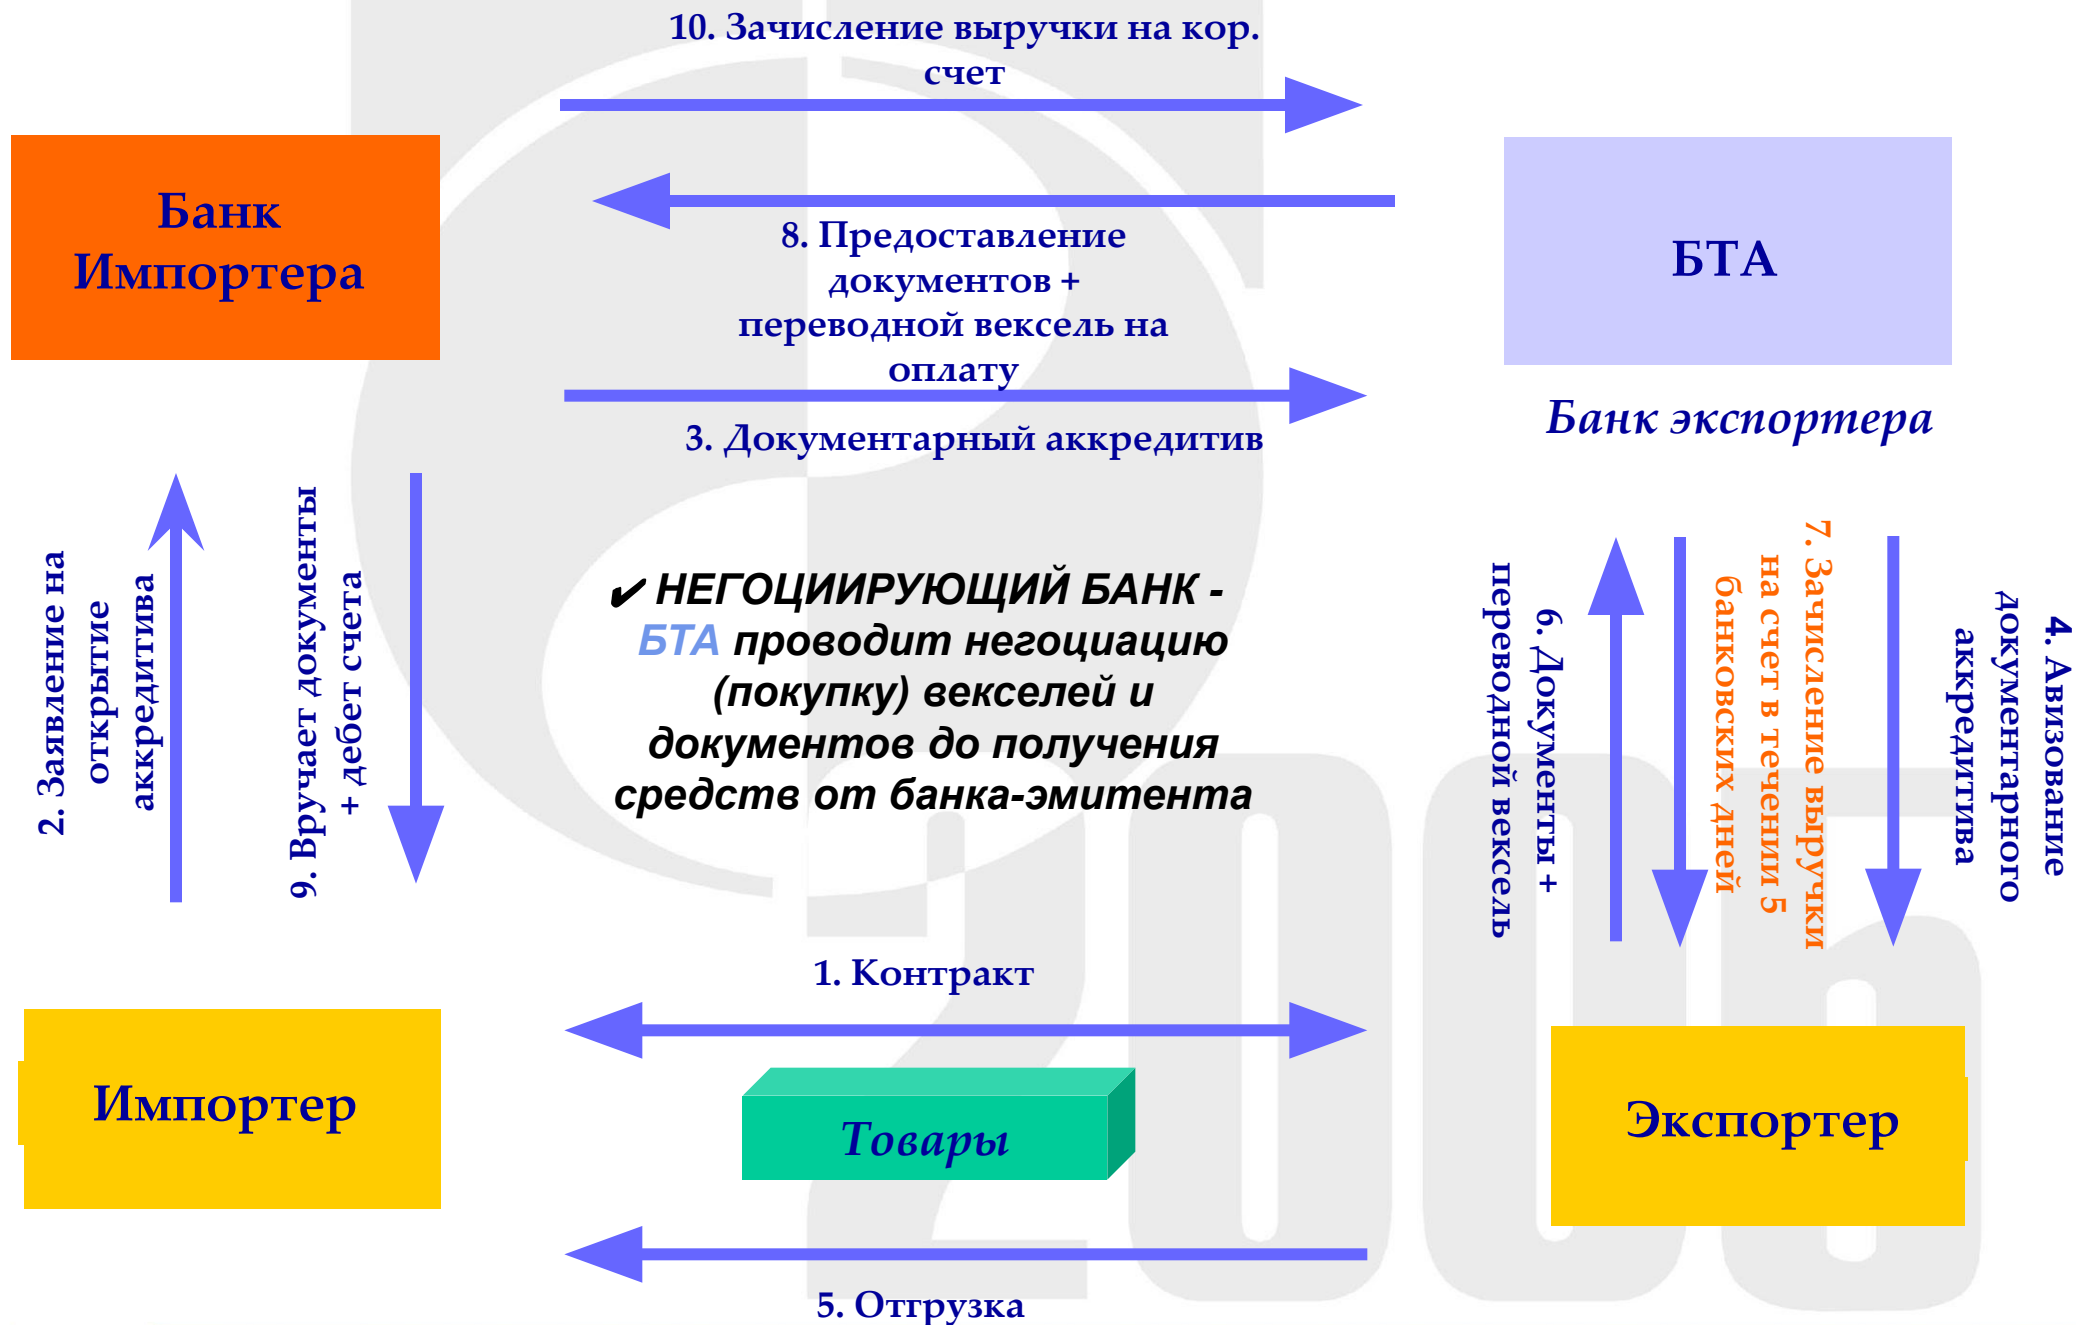 10. Зачисление выручки на кор.
счет
Банк
Импортера
8. Предоставление
документов +
переводной вексель на
оплату
БТА
Банк экспортера
3. Документарный аккредитив
2. Заявление на
открытие
аккредитива
9. Вручает документы
+ дебет счета
✔ НЕГОЦИИРУЮЩИЙ БАНК -
БТА проводит негоциацию
(покупку) векселей и
документов до получения
средств от банка-эмитента
6. Документы +
переводной вексель
7. Зачисление выручки
на счет в течении 5
банковских дней
4. Авизование
документарного
аккредитива
1. Контракт
Импортер
Товары
Экспортер
5. Отгрузка
2006